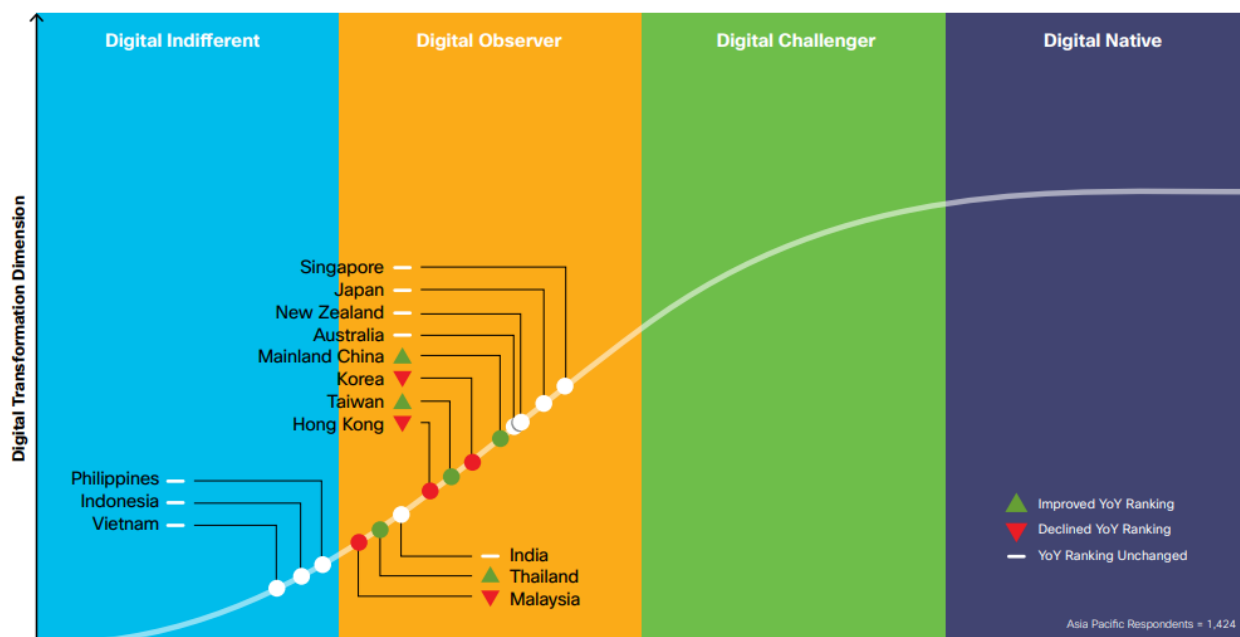 Digital Indifferent
Digital Observer
Digital Challenger
Digital Native
Digital Transformation Dimension
Singapore
Japan
New Zealand
Australia
Mainland China
Korea
Taiwan
Hong Kong
Philippines
Indonesia
Vietnam
India
Thailand
Malaysia
Improved YoY Ranking
Declined YoY Ranking
YoY Ranking Unchanged
Asia Pacific Respondents = 1,424